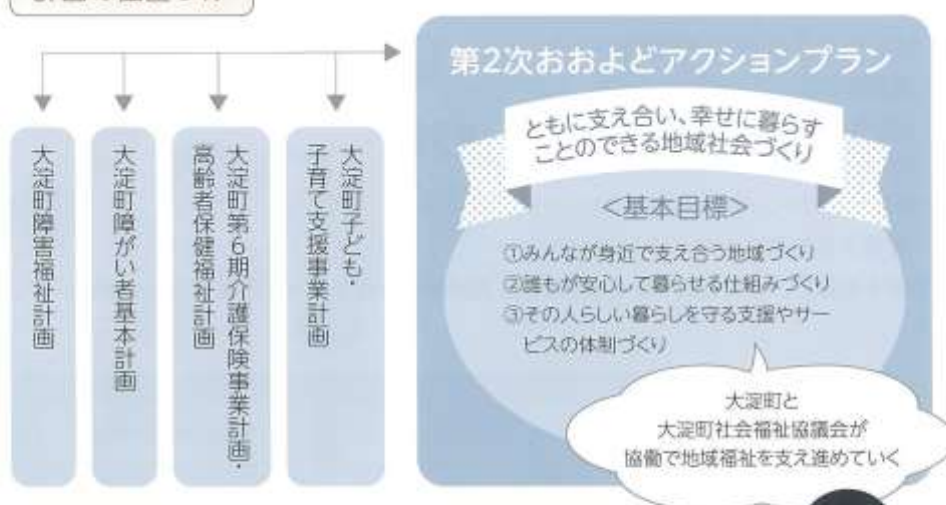 第2次おおよどアクションプラン
ともに支え合い、幸せに暮らす
ことのできる地域社会づくり
<基本目標>
①みんなが身近で支え合う地域づくり
②誰もが安心して暮らせる仕組みづくり
③その人らしい暮らしを守る支援やサー
ビスの体制づくり
大淀町と
大淀町社会福祉協議会が
協働で地域福祉を支え進めていく
大淀町子ども・
子育て支援事業計画
大淀町第6期介護保険事業計画・
高齢者保健福祉計画
大淀町障がい者基本計画
大淀町障害福祉計画